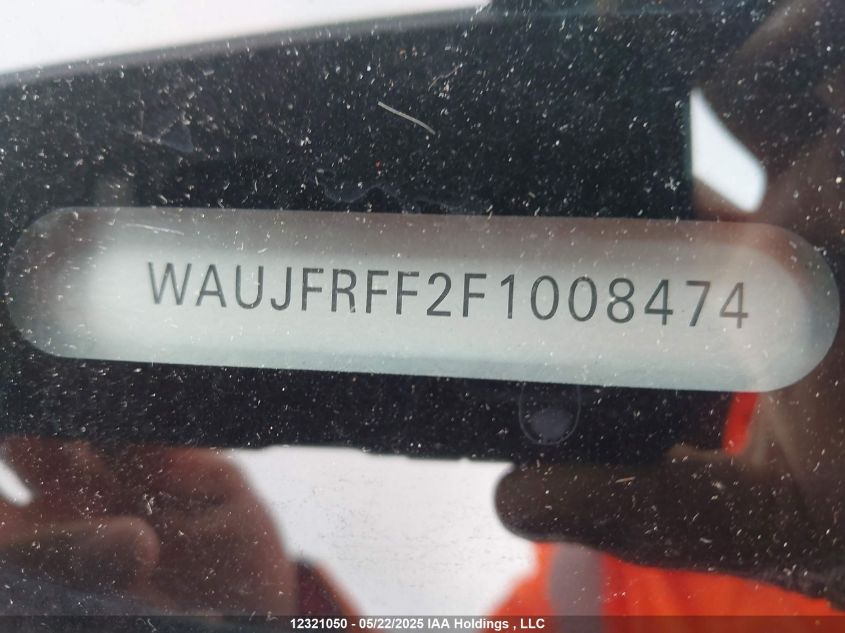 WAUJFRFF2F1008474
12321050 - 05/22/2025 IAA Holdings , LLC